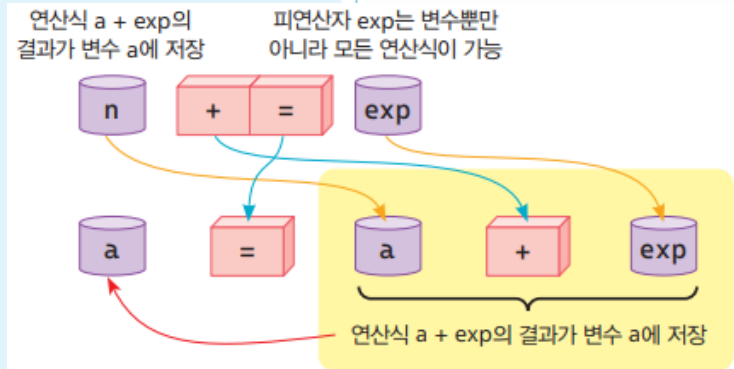 연산식 a + exp의
결과가 변수 a에 저장
피연산자 exp는 변수뿐만
아니라 모든 연산식이 가능
n + = exp
a = a + exp
연산식 a + exp의 결과가 변수 a에 저장